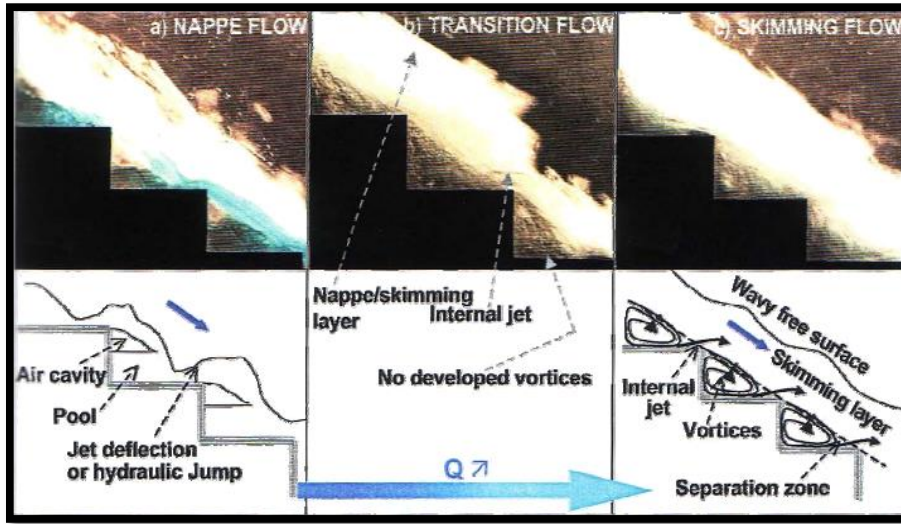 a) NAPPE FLOW
b) TRANSITION FLOW
c) SKIMMING FLOW
Nappe/skimming
layer
Internal jet
No developed vortices
Air cavity
Pool
Jet deflection
or hydraulic Jump
Wavy free surface
Skimming layer
Internal
jet
Vortices
Separation zone
Q ↗